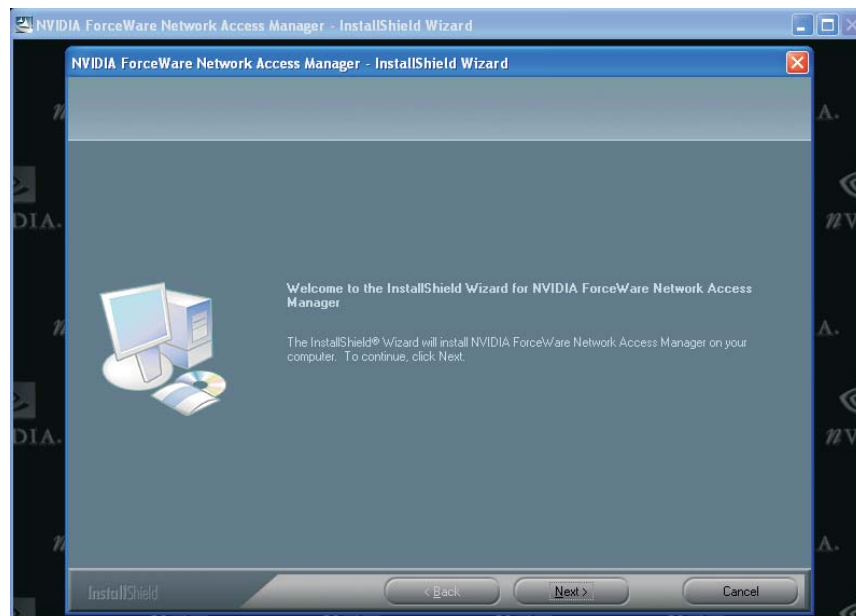 NVIDIA ForceWare Network Access Manager - InstallShield Wizard
NVIDIA ForceWare Network Access Manager - InstallShield Wizard
DIA.
Welcome to the InstallShield Wizard for NVIDIA ForceWare Network Access
Manager
The InstallShield® Wizard will install NVIDIA ForceWare Network Access Manager on your
computer. To continue, click Next.
DIA.
InstallShield
< Back
Next >
Cancel